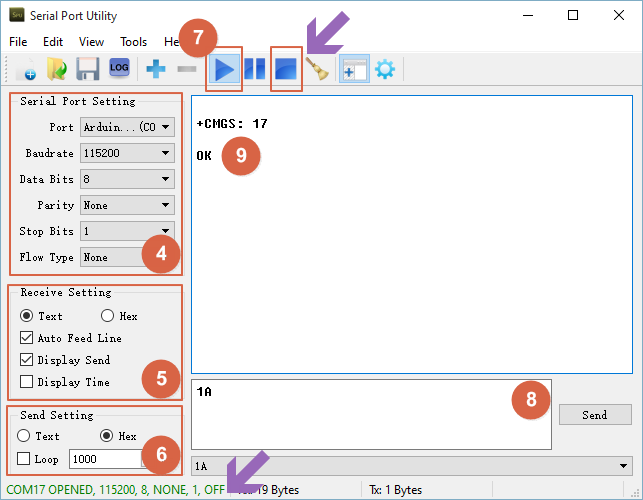 Serial Port Utility
File Edit View Tools He
7
LOG
Serial Port Setting
Port Arduin...(CO
Baudrate 115200
Data Bits 8
Parity None
Stop Bits 1
Flow Type None
4
+CMGS: 17
OK
9
Receive Setting
Text Hex
Auto Feed Line
Display Send
Display Time
5
Send Setting
Text Hex
Loop 1000
6
1A
8
Send
1A
COM17 OPENED, 115200, 8, NONE, 1, OFF 19 Bytes Tx: 1 Bytes